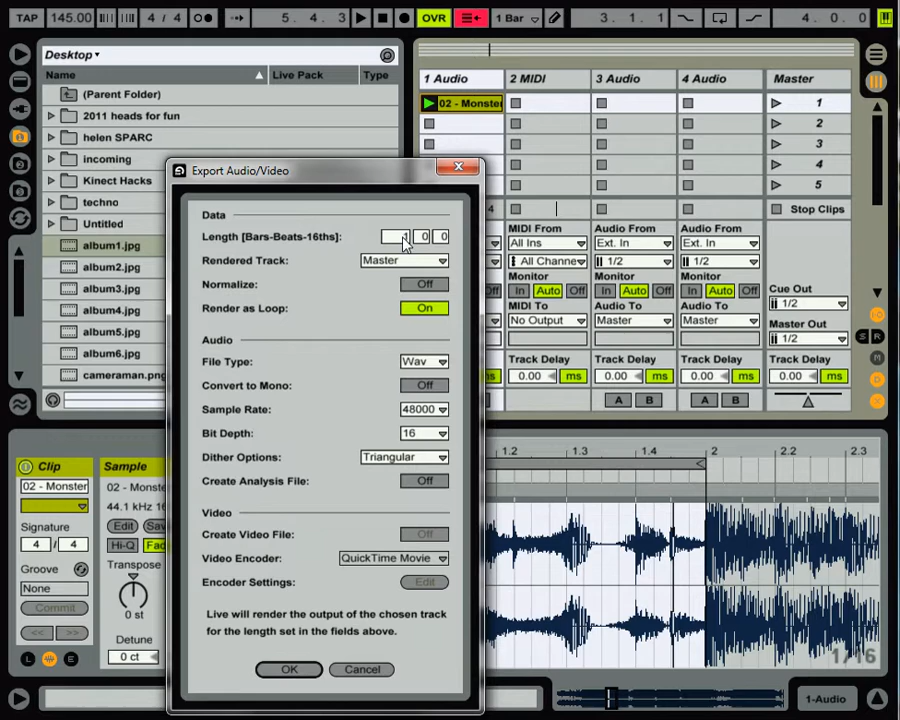 TAP 145.00 4 / 4 5. 4. 3 OVR 1 Bar 3. 1. 1 4. 0. 0
Desktop
Name Live Pack Type
(Parent Folder)
2011 heads for fun
helen SPARC
incoming
Kinect Hacks
techno
Untitled
album1.jpg
album2.jpg
album3.jpg
album4.jpg
album5.jpg
album6.jpg
cameraman.png
1 Audio 2 MIDI 3 Audio 4 Audio Master
02 - Monster 1
2
3
4
5
4 Stop Clips
MIDI From Audio From Audio From
All Ins Ext. In Ext. In
All Channe 1/2 1/2
Monitor Monitor Monitor
In Auto Off In Auto Off In Auto Off
MIDI To Audio To Audio To
No Output Master Master
Cue Out
1/2
Master Out
1/2
S R
M
D
X
Track Delay Track Delay Track Delay
0.00 ms 0.00 ms 0.00 ms
A B A B
Export Audio/Video
Data
Length [Bars-Beats-16ths]: 1 0 0
Rendered Track: Master
Normalize: Off
Render as Loop: On
Audio
File Type: Wav
Convert to Mono: Off
Sample Rate: 48000
Bit Depth: 16
Dither Options: Triangular
Create Analysis File: Off
Video
Create Video File: Off
Video Encoder: QuickTime Movie
Encoder Settings: Edit
Live will render the output of the chosen track
for the length set in the fields above.
OK Cancel
Clip
02 - Monster
Signature
4 / 4
Groove
None
Commit
<< >>
L E
Sample
02 - Monster
44.1 kHz 16
Edit Sav
Hi-Q Fad
Transpose
0 st
Detune
0 ct
1.2 1.3 1.4 2 2.2 2.3
1/16
1-Audio